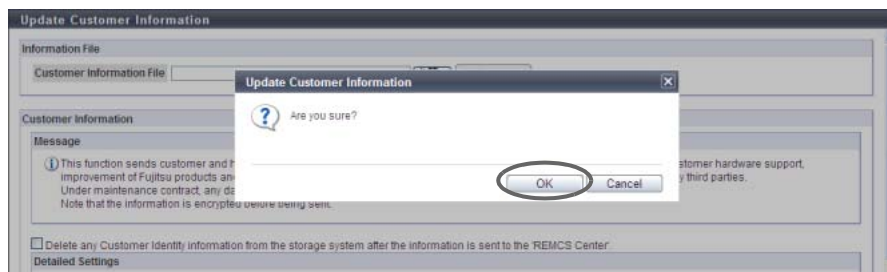 Update Customer Information
Information File
Customer Information File
Update Customer Information
Are you sure?
OK Cancel
Customer Information
Message
This function sends customer and h
stomer hardware support,
improvement of Fujitsu products an
y third parties.
Under maintenance contract, any da
Note that the information is encrypted before being sent.
Delete any Customer Identity information from the storage system after the information is sent to the 'REMCS Center'.
Detailed Settings